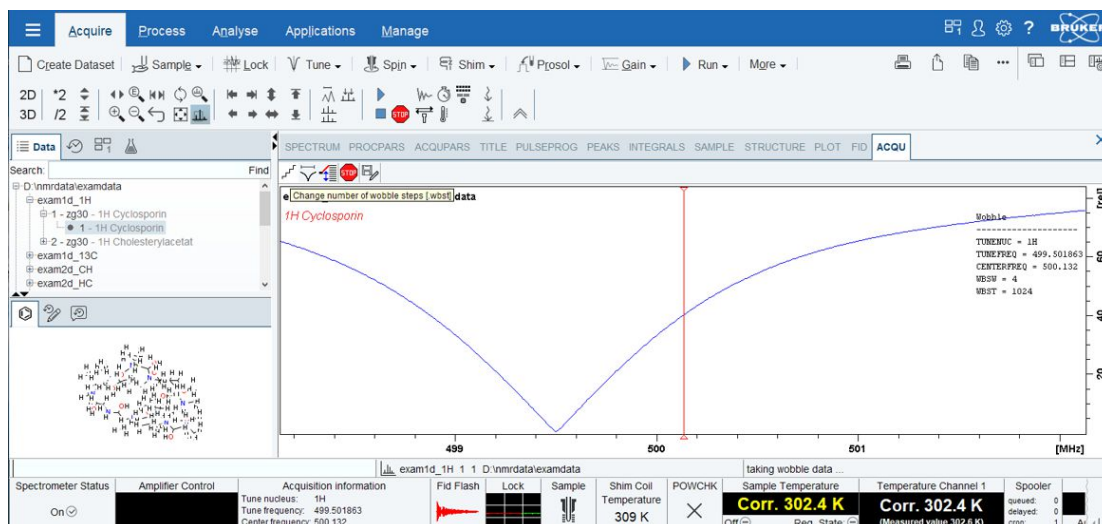 Acquire Process Analyse Applications Manage ? BRUKER
Create Dataset Sample Lock Tune Spin Shim Prosol Gain Run More ...
2D *2
3D /2 STOP
Data SPECTRUM PROCPARS ACQUPARS TITLE PULSEPROG PEAKS INTEGRALS SAMPLE STRUCTURE PLOT FID ACQU
Search: Find STOP
D:\nmrdata\examdata
exam1d_1H
1 - zg30 - 1H Cyclosporin
1 - 1H Cyclosporin
2 - zg30 - 1H Cholesterylacetat
exam1d_13C
exam2d_CH
exam2d_HC
e Change number of wobble steps [.wbst] data
1H Cyclosporin
Wobble
--------------------
TUNENUC = 1H
TUNEFREQ = 499.501863
CENTERFREQ = 500.132
WBSW = 4
WBST = 1024
[rel]
60
40
20
499 500 501 [MHz]
exam1d_1H 1 1 D:\nmrdata\examdata taking wobble data ...
Spectrometer Status Amplifier Control Acquisition information Fid Flash Lock Sample Shim Coil POWCHK Sample Temperature Temperature Channel 1 Spooler
On
Tune nucleus: 1H
Tune frequency: 499.501863
Center frequency: 500.132
Temperature
309 K
Corr. 302.4 K
Off Reg. State:
Corr. 302.4 K
(Measured value 302.6 K)
queued: 0
delayed: 0
cron: 1